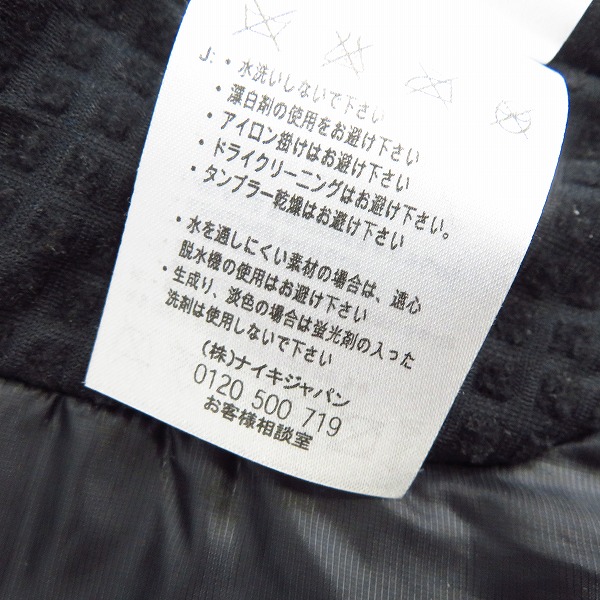 J: ・水洗いしないで下さい
・漂白剤の使用をお避け下さい
・アイロン掛けはお避け下さい
・ドライクリーニングはお避け下さい。
・タンブラー乾燥はお避け下さい
・水を通しにくい素材の場合は、遠心
脱水機の使用はお避け下さい
・生成り、淡色の場合は蛍光剤の入った
洗剤は使用しないで下さい
(株)ナイキジャパン
0120 500 719
お客様相談室